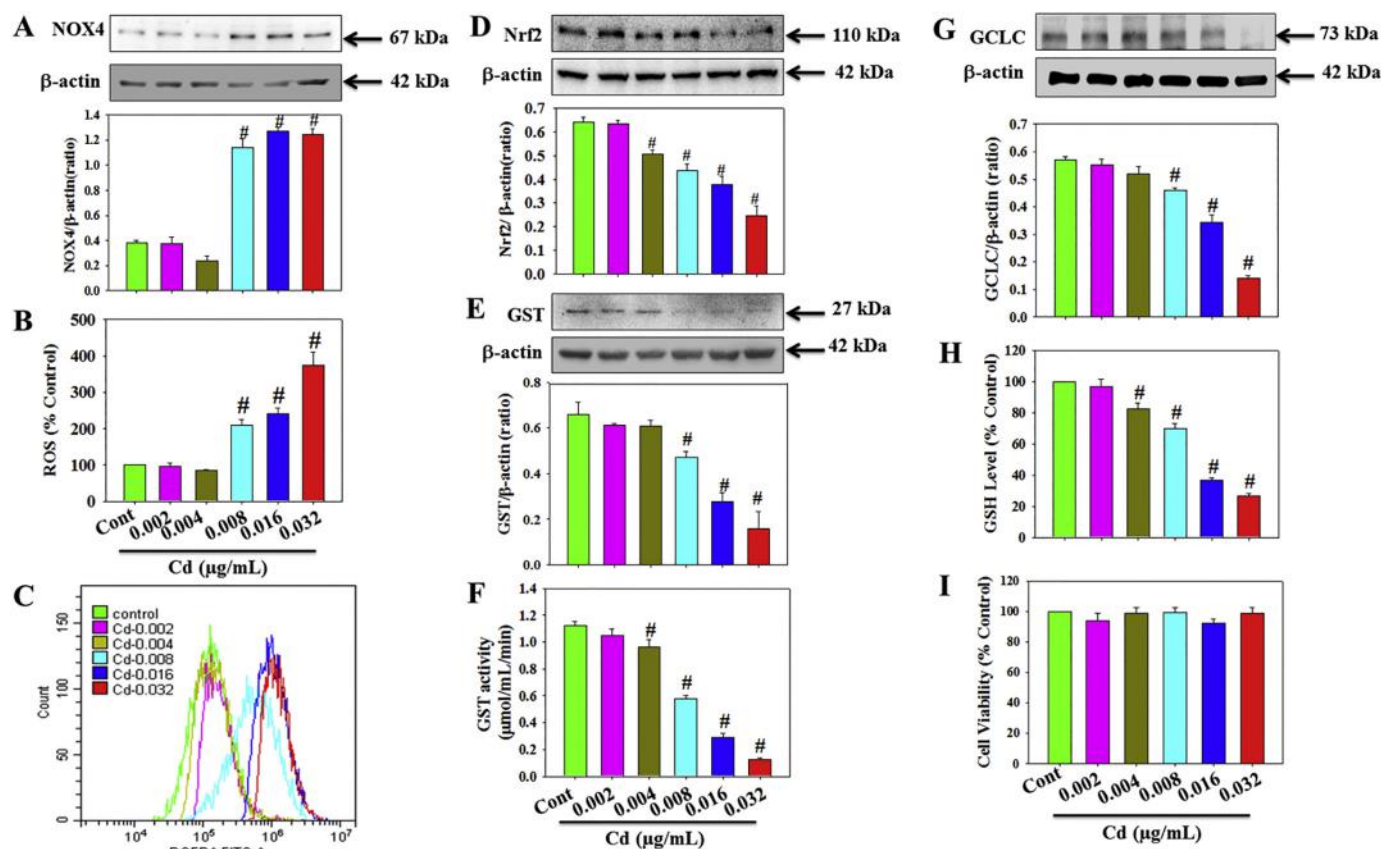 A
NOX4
67 kDa
β-actin
42 kDa
NOX4/β-actin(ratio)
1.4
1.2
1.0
0.8
0.6
0.4
0.2
0.0
# # #
B
ROS (% Control)
500
400
300
200
100
0
# # #
Cont 0.002 0.004 0.008 0.016 0.032
Cd (µg/mL)
C
control
Cd-0.002
Cd-0.004
Cd-0.008
Cd-0.016
Cd-0.032
Count
150
100
50
0
10⁴ 10⁵ 10⁶ 10⁷
D
Nrf2
110 kDa
β-actin
42 kDa
Nrf2/ β-actin(ratio)
0.7
0.6
0.5
0.4
0.3
0.2
0.0
# # # #
E
GST
27 kDa
β-actin
42 kDa
GST/β-actin (ratio)
0.8
0.6
0.4
0.2
0.0
# # #
F
GST activity
(µmol/mL/min)
1.4
1.2
1.0
0.8
0.6
0.4
0.2
0.0
# # # #
Cont 0.002 0.004 0.008 0.016 0.032
Cd (µg/mL)
G
GCLC
73 kDa
β-actin
42 kDa
GCLC/β-actin (ratio)
0.7
0.6
0.5
0.4
0.3
0.2
0.1
0.0
# # #
H
GSH Level (% Control)
120
100
80
60
40
20
0
# # # #
I
Cell Viability (% Control)
120
100
80
60
40
20
0
Cont 0.002 0.004 0.008 0.016 0.032
Cd (µg/mL)